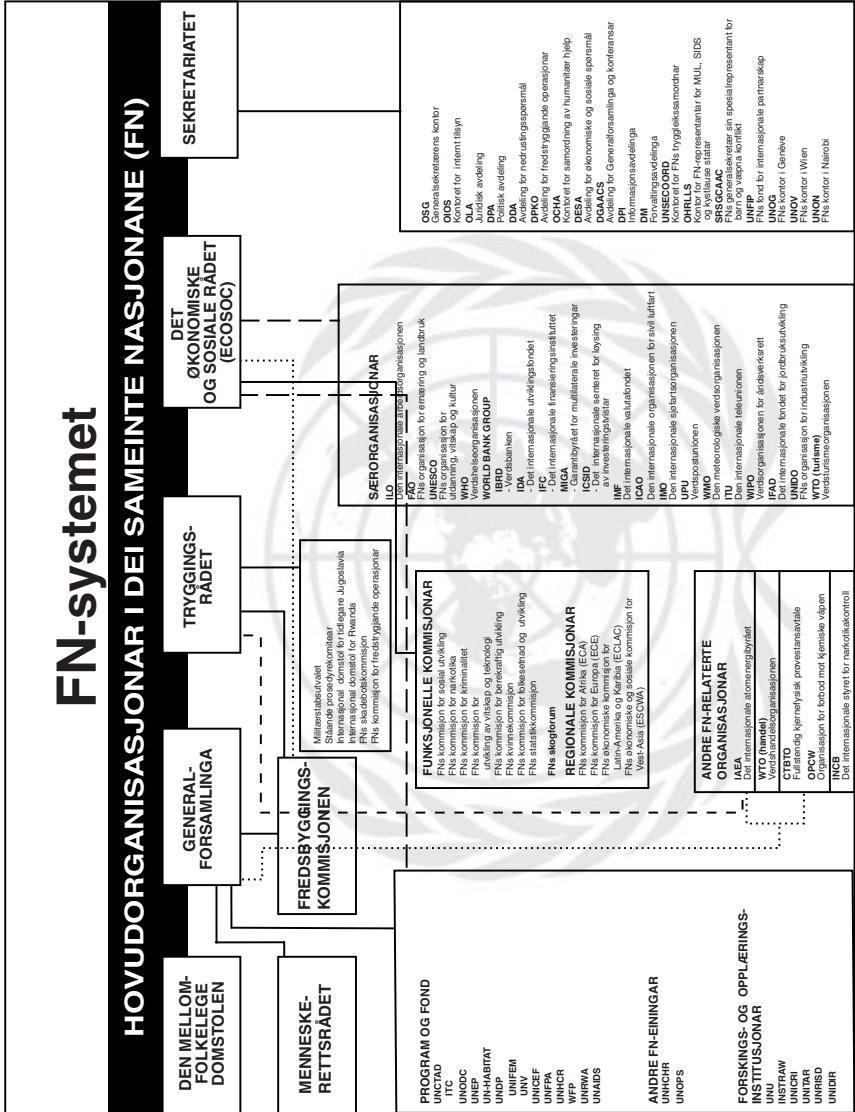 FN-systemet
HOVUDORGANISASJONAR I DEI SAMEINTE NASJONANE (FN)
DEN MELLOM-
FOLKELEGE
DOMSTOLEN
GENERAL-
FORSAMLINGA
TRYGGINGS-
RÅDET
DET
ØKONOMISKE
OG SOSIALE RÅDET
(ECOSOC)
SEKRETARIATET
MENNESKE-
RETTSRÅDET
FREDSBYGGINGS-
KOMMISJONEN
Militærstabsutvalet
Ståande prosedyrekomitear
Internasjonal domstol for tidlegare Jugoslavia
Internasjonal domstol for Rwanda
FNs skadebotskommisjon
FNs kommisjon for fredstryggjande operasjonar
PROGRAM OG FOND
UNCTAD
ITC
UNODC
UNEP
UN-HABITAT
UNDP
UNIFEM
UNV
UNICEF
UNFPA
UNHCR
WFP
UNRWA
UNAIDS
ANDRE FN-EININGAR
UNHCHR
UNOPS
FORSKINGS- OG OPPLÆRINGS-
INSTITUSJONAR
UNU
INSTRAW
UNICRI
UNITAR
UNRISD
UNIDIR
FUNKSJONELLE KOMMISJONAR
FNs kommisjon for sosial utvikling
FNs kommisjon for narkotika
FNs kommisjon for kriminalitet
FNs kommisjon for
utvikling av vitskap og teknologi
FNs kommisjon for berekraftig utvikling
FNs kvinnekommisjon
FNs kommisjon for folkesetnad og utvikling
FNs statistikkommisjon
FNs skogforum
REGIONALE KOMMISJONAR
FNs kommisjon for Afrika (ECA)
FNs kommisjon for Europa (ECE)
FNs økonomiske kommisjon for
Latin-Amerika og Karibia (ECLAC)
FNs økonomiske og sosiale kommisjon for
Vest-Asia (ESCWA)
ANDRE FN-RELATERTE
ORGANISASJONAR
IAEA
Det internasjonale atomenergibyrået
WTO (handel)
Verdshandelsorganisasjonen
CTBTO
Fullstendig kjernefysisk prøvestansavtale
OPCW
Organisasjon for forbod mot kjemiske våpen
INCB
Det internasjonale styret for narkotikakontroll
SÆRORGANISASJONAR
ILO
Den internasjonale arbeidsorganisasjonen
FAO
FNs organisasjon for ernæring og landbruk
UNESCO
FNs organisasjon for
utdanning, vitskap og kultur
WHO
Verdshelseorganisasjonen
WORLD BANK GROUP
IBRD
- Verdsbanken
IDA
- Det internasjonale utviklingsfondet
IFC
- Det internasjonale finansieringsinstituttet
MIGA
- Garantibyrået for multilaterale investeringar
ICSID
- Det internasjonale senteret for løysing
av investeringstvistar
IMF
Det internasjonale valutafondet
ICAO
Den internasjonale organisasjonen for sivil luftfart
IMO
Den internasjonale sjøfartsorganisasjonen
UPU
Verdspostunionen
WMO
Den meteorologiske verdsorganisasjonen
ITU
Den internasjonale teleunionen
WIPO
Verdsorganisasjonen for åndsverksrett
IFAD
Det internasjonale fondet for jordbruksutvikling
UNIDO
FNs organisasjon for industriutvikling
WTO (turisme)
Verdsturismeorganisasjonen
OSG
Generalsekretærens kontor
OIOS
Kontoret for internt tilsyn
OLA
Juridisk avdeling
DPA
Politisk avdeling
DDA
Avdeling for nedrustingsspørsmål
DPKO
Avdeling for fredstryggjande operasjonar
OCHA
Kontoret for samordning av humanitær hjelp
DESA
Avdeling for økonomiske og sosiale spørsmål
DGAACS
Avdeling for Generalforsamlinga og konferansar
DPI
Informasjonsavdelinga
DM
Forvaltingsavdelinga
UNSECOORD
Kontoret for FNs tryggleikssamordnar
OHRLLS
Kontor for FN-representantar for MUL, SIDS
og kystlause statar
SRSGCAAC
FNs generalsekretær sin spesialrepresentant for
barn og væpna konflikt
UNFIP
FNs fond for internasjonale partnarskap
UNOG
FNs kontor i Genève
UNOV
FNs kontor i Wien
UNON
FNs kontor i Nairobi